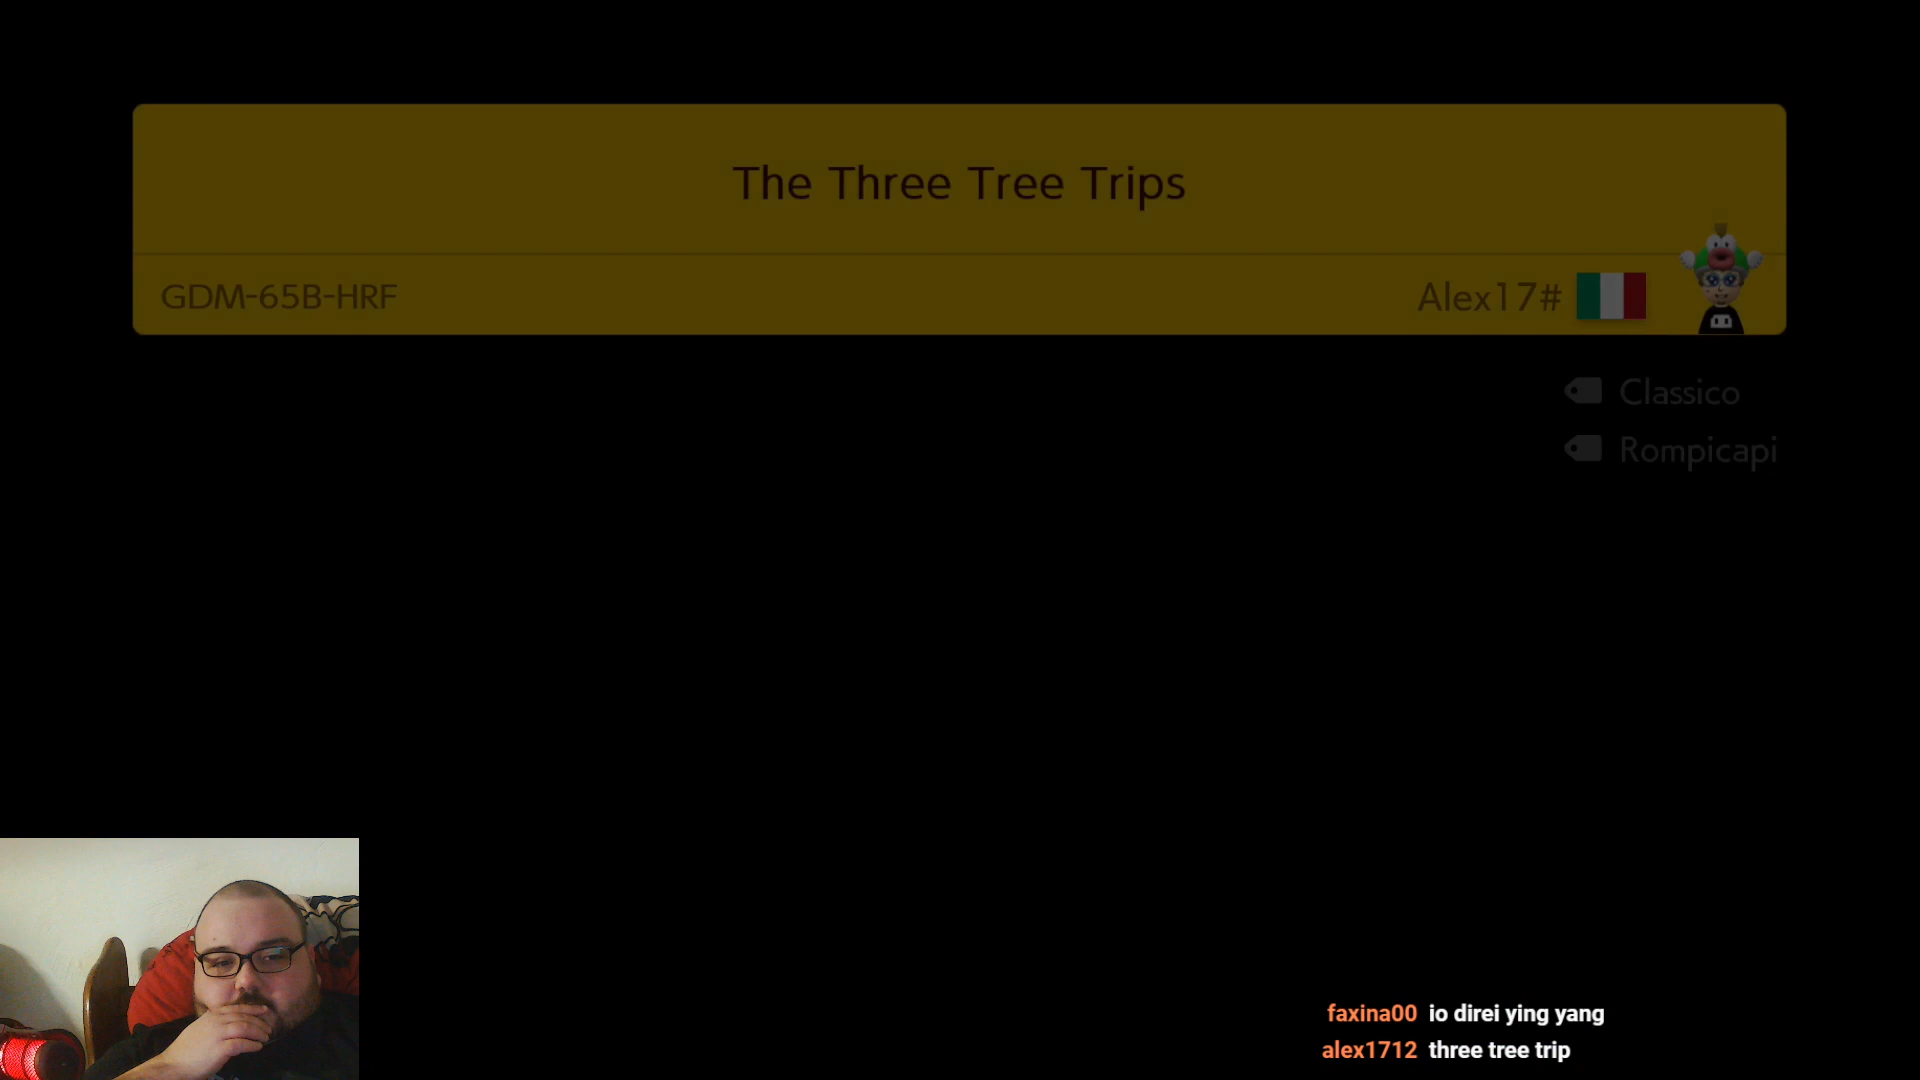 The Three Tree Trips
GDM-65B-HRF
Alex17#
Classico
Rompicapi
faxina00 io direi ying yang
alex1712 three tree trip